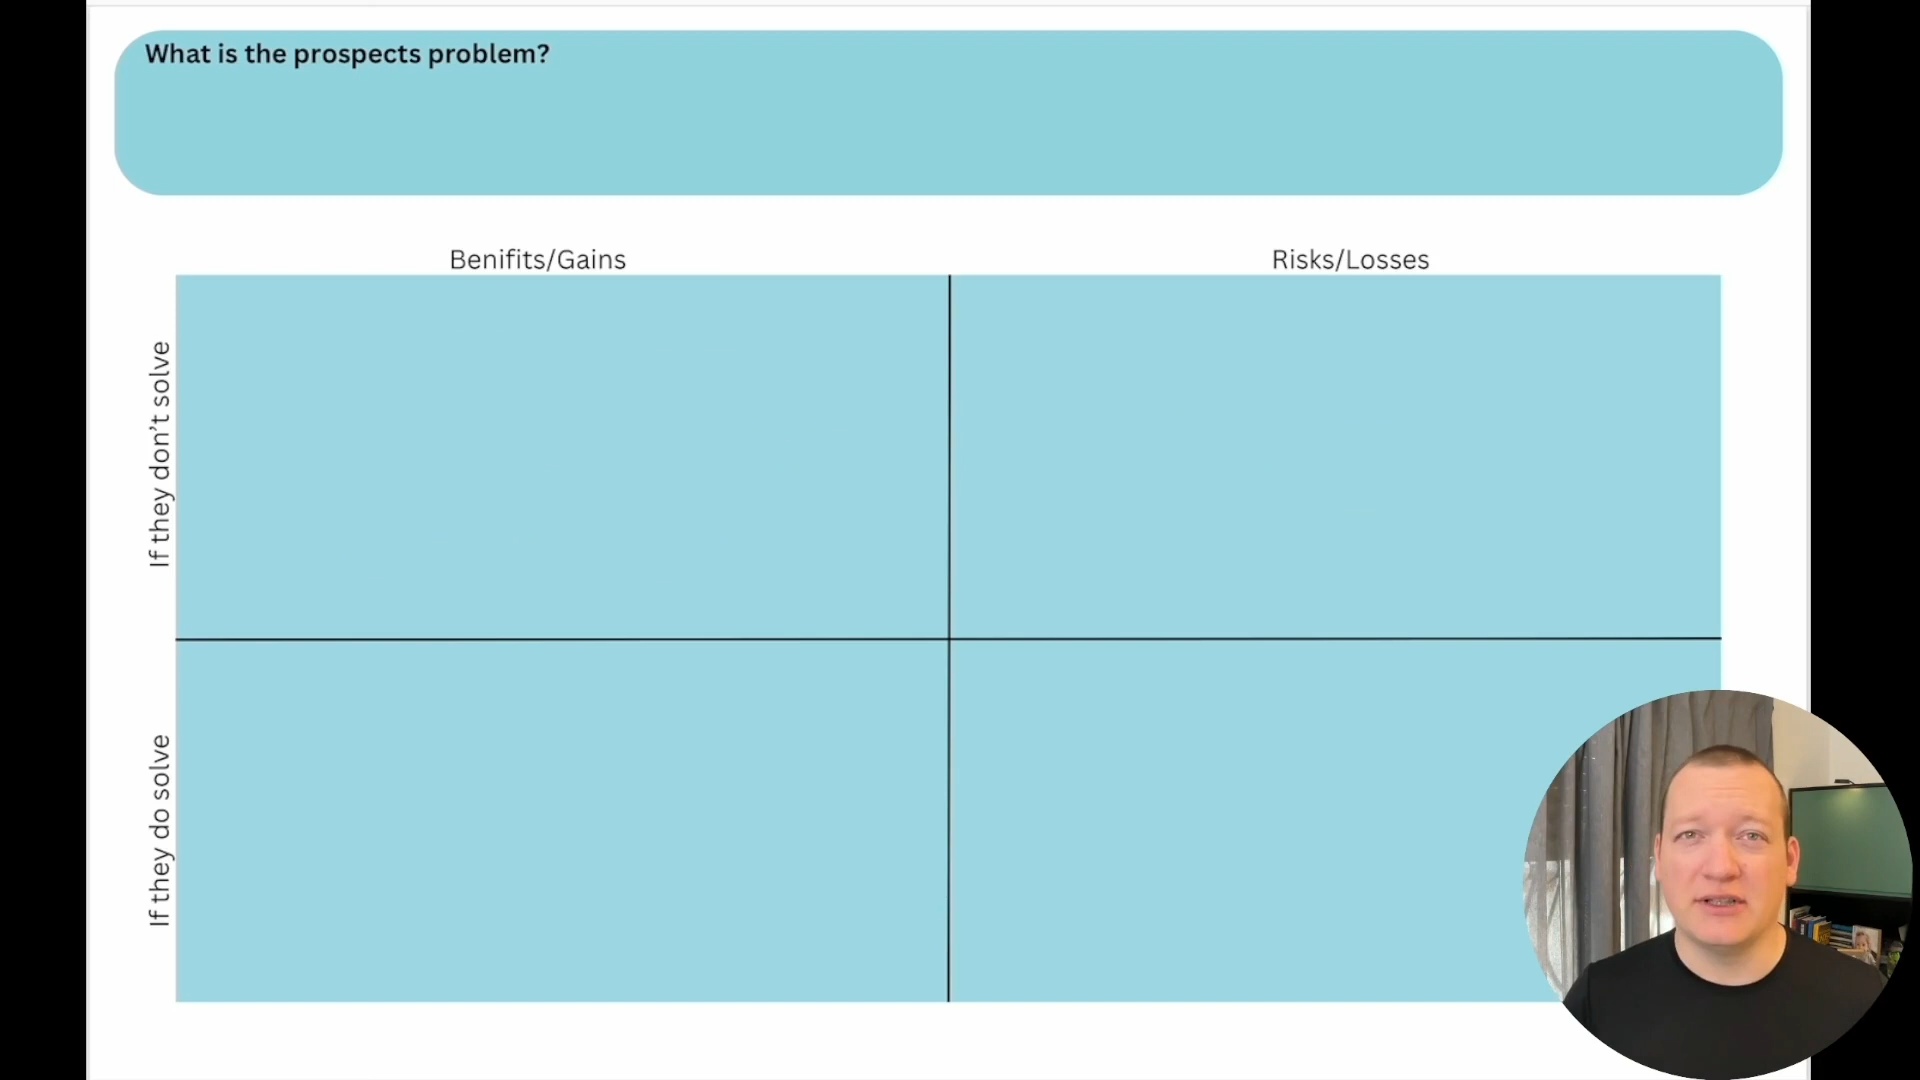 What is the prospects problem?
Benifits/Gains
Risks/Losses
If they don't solve
If they do solve